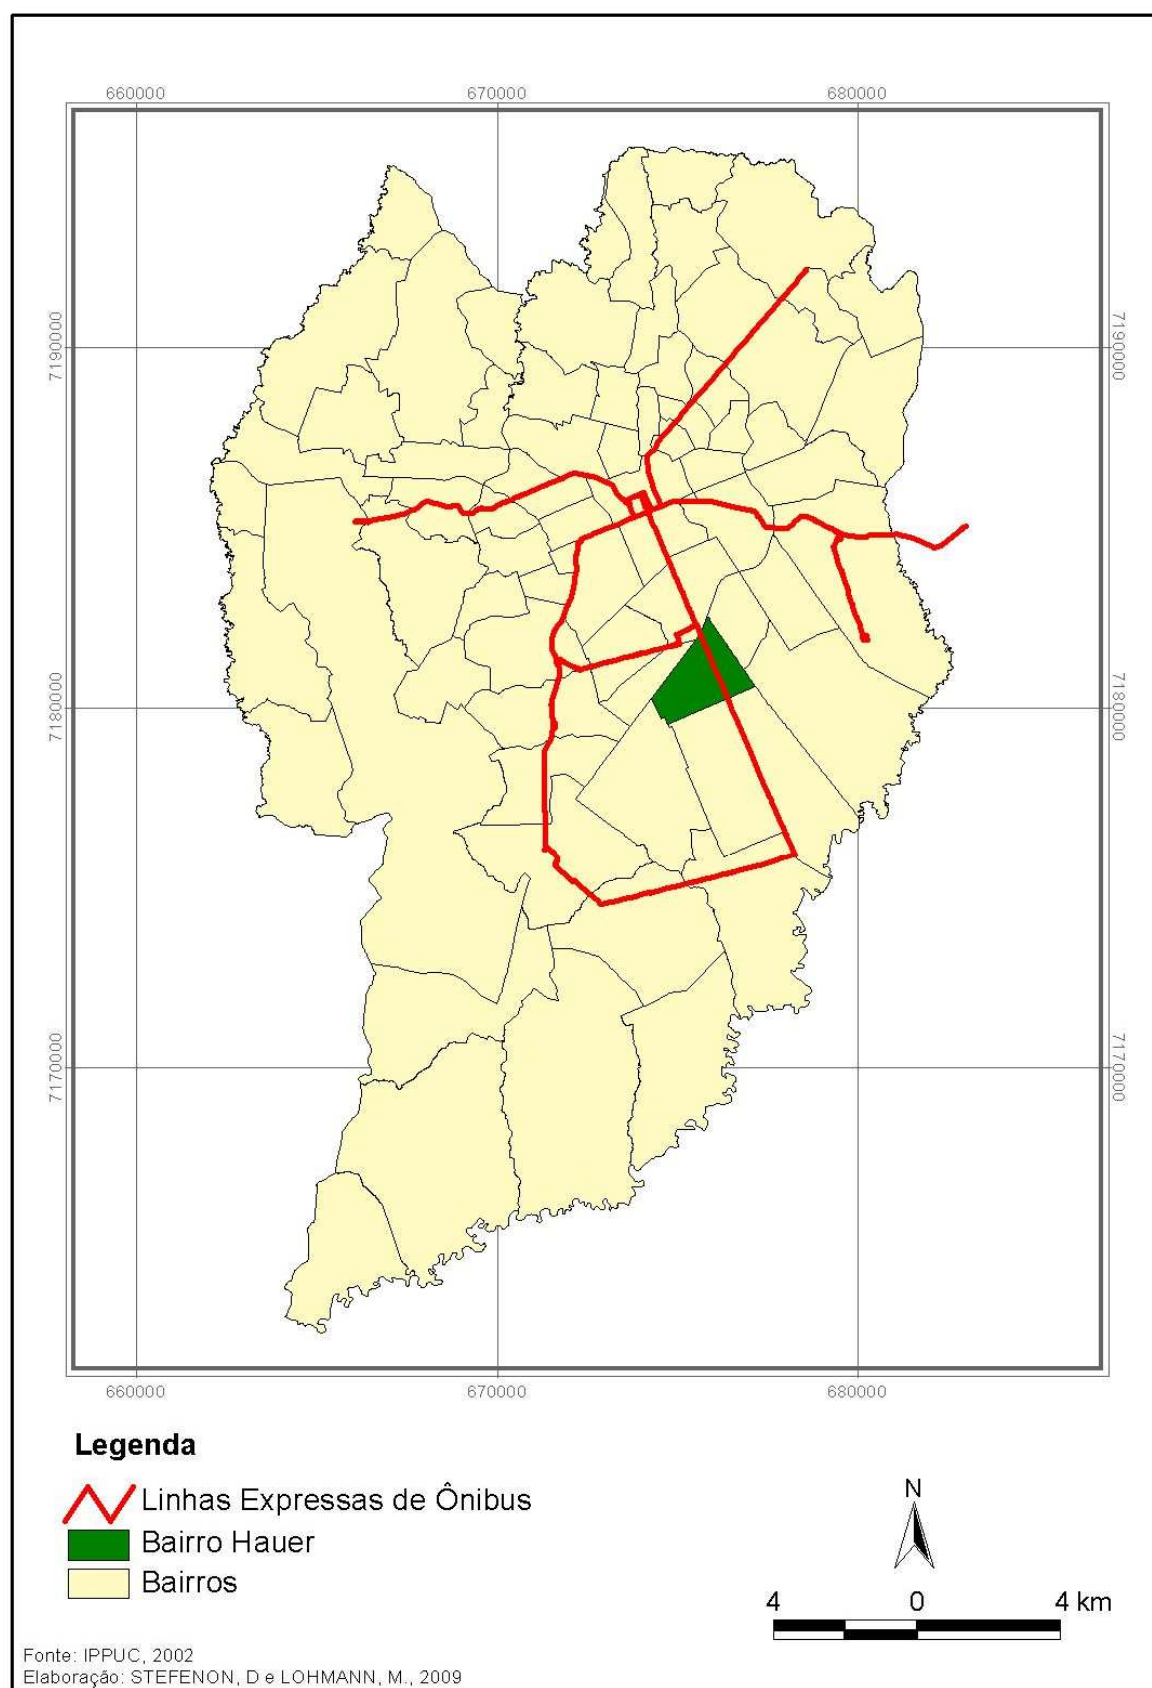 660000 670000 680000
7190000 7190000
7180000 7180000
7170000 7170000
660000 670000 680000
Legenda
Linhas Expressas de Ônibus
Bairro Hauer
Bairros
N
4 0 4 km
Fonte: IPPUC, 2002
Elaboração: STEFENON, D e LOHMANN, M., 2009